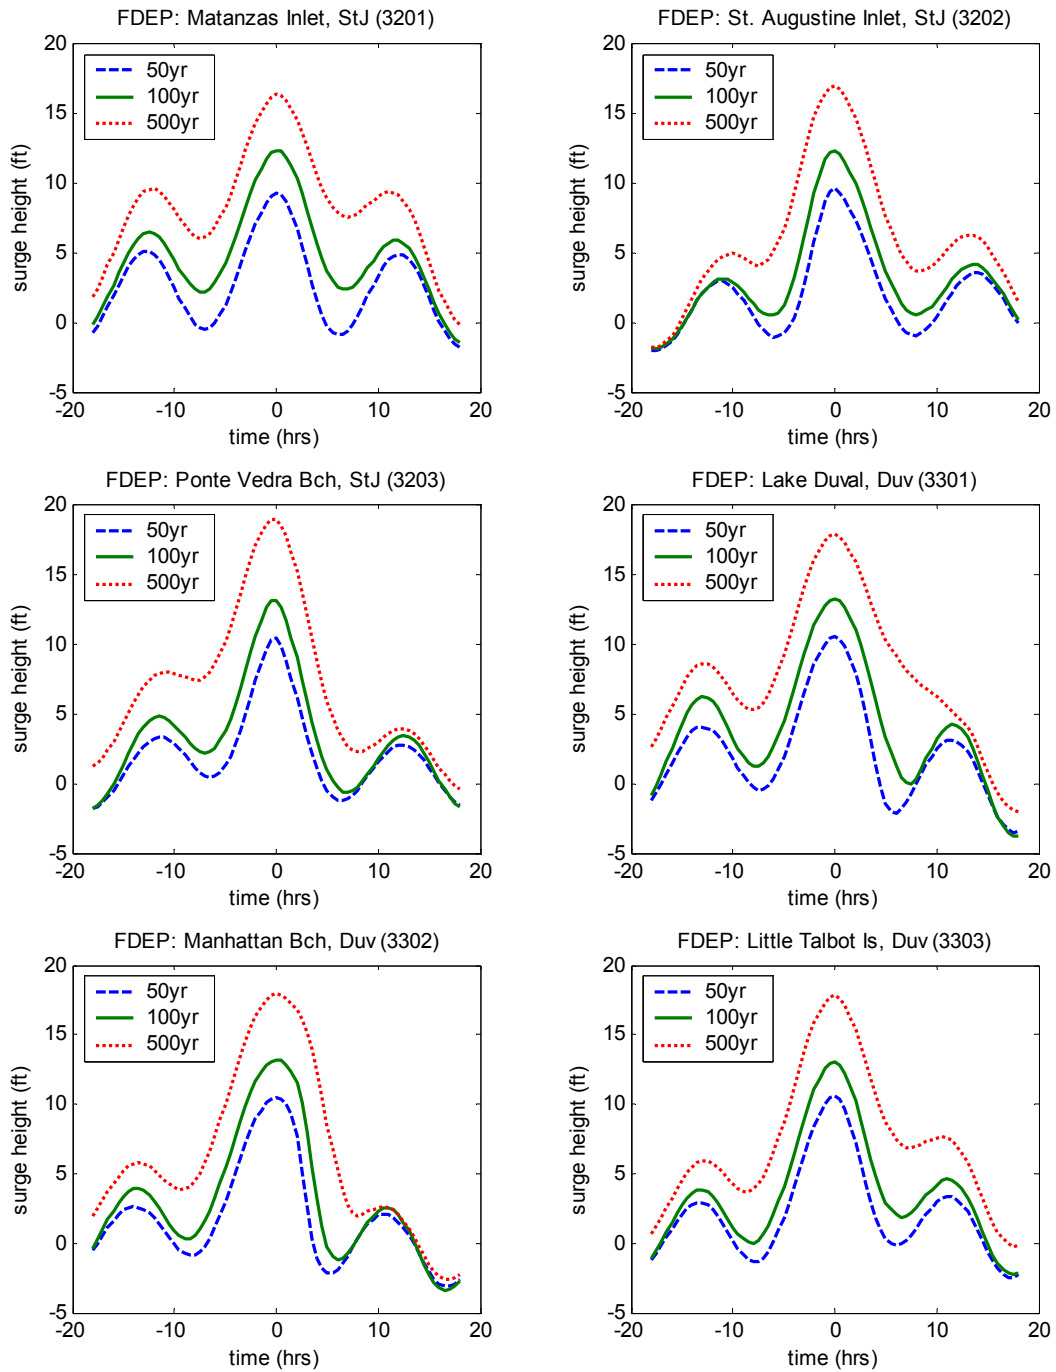 FDEP: Matanzas Inlet, StJ (3201)
20
15
10
5
0
-5
surge height (ft)
50yr
100yr
500yr
-20
-10
0
10
20
time (hrs)
FDEP: St. Augustine Inlet, StJ (3202)
20
15
10
5
0
-5
surge height (ft)
50yr
100yr
500yr
-20
-10
0
10
20
time (hrs)
FDEP: Ponte Vedra Bch, StJ (3203)
20
15
10
5
0
-5
surge height (ft)
50yr
100yr
500yr
-20
-10
0
10
20
time (hrs)
FDEP: Lake Duval, Duv (3301)
20
15
10
5
0
-5
surge height (ft)
50yr
100yr
500yr
-20
-10
0
10
20
time (hrs)
FDEP: Manhattan Bch, Duv (3302)
20
15
10
5
0
-5
surge height (ft)
50yr
100yr
500yr
-20
-10
0
10
20
time (hrs)
FDEP: Little Talbot Is, Duv (3303)
20
15
10
5
0
-5
surge height (ft)
50yr
100yr
500yr
-20
-10
0
10
20
time (hrs)